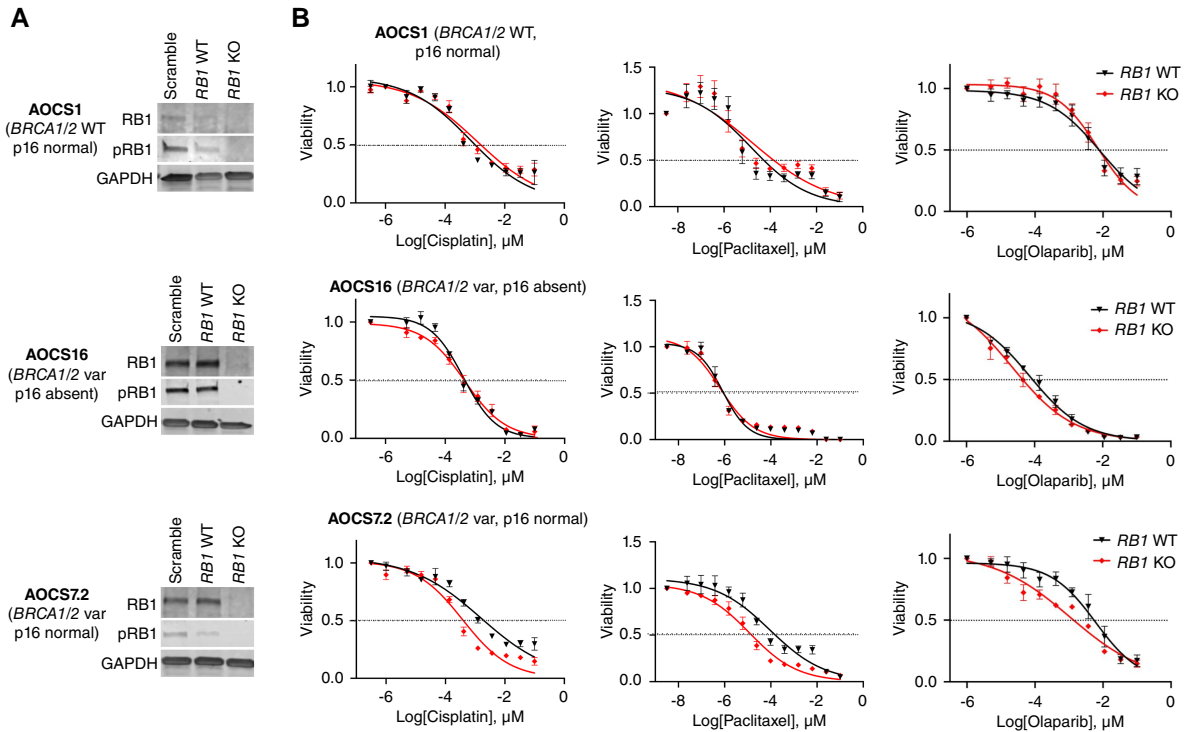 A
Scramble
RB1 WT
RB1 KO
AOCS1
(BRCA1/2 WT
p16 normal)
RB1
pRB1
GAPDH
Scramble
RB1 WT
RB1 KO
AOCS16
(BRCA1/2 var
p16 absent)
RB1
pRB1
GAPDH
Scramble
RB1 WT
RB1 KO
AOCS7.2
(BRCA1/2 var
p16 normal)
RB1
pRB1
GAPDH
B
AOCS1 (BRCA1/2 WT,
p16 normal)
Viability
1.0
0.5
0.0
-6 -4 -2 0
Log[Cisplatin], µM
Viability
1.5
1.0
0.5
0.0
-8 -6 -4 -2 0
Log[Paclitaxel], µM
Viability
1.0
0.5
0.0
-6 -4 -2 0
Log[Olaparib], µM
RB1 WT
RB1 KO
AOCS16 (BRCA1/2 var, p16 absent)
Viability
1.0
0.5
0.0
-6 -4 -2 0
Log[Cisplatin], µM
Viability
1.5
1.0
0.5
0.0
-8 -6 -4 -2 0
Log[Paclitaxel], µM
Viability
1.0
0.5
0.0
-6 -4 -2 0
Log[Olaparib], µM
RB1 WT
RB1 KO
AOCS7.2 (BRCA1/2 var, p16 normal)
Viability
1.0
0.5
0.0
-6 -4 -2 0
Log[Cisplatin], µM
Viability
1.5
1.0
0.5
0.0
-8 -6 -4 -2 0
Log[Paclitaxel], µM
Viability
1.0
0.5
0.0
-6 -4 -2 0
Log[Olaparib], µM
RB1 WT
RB1 KO